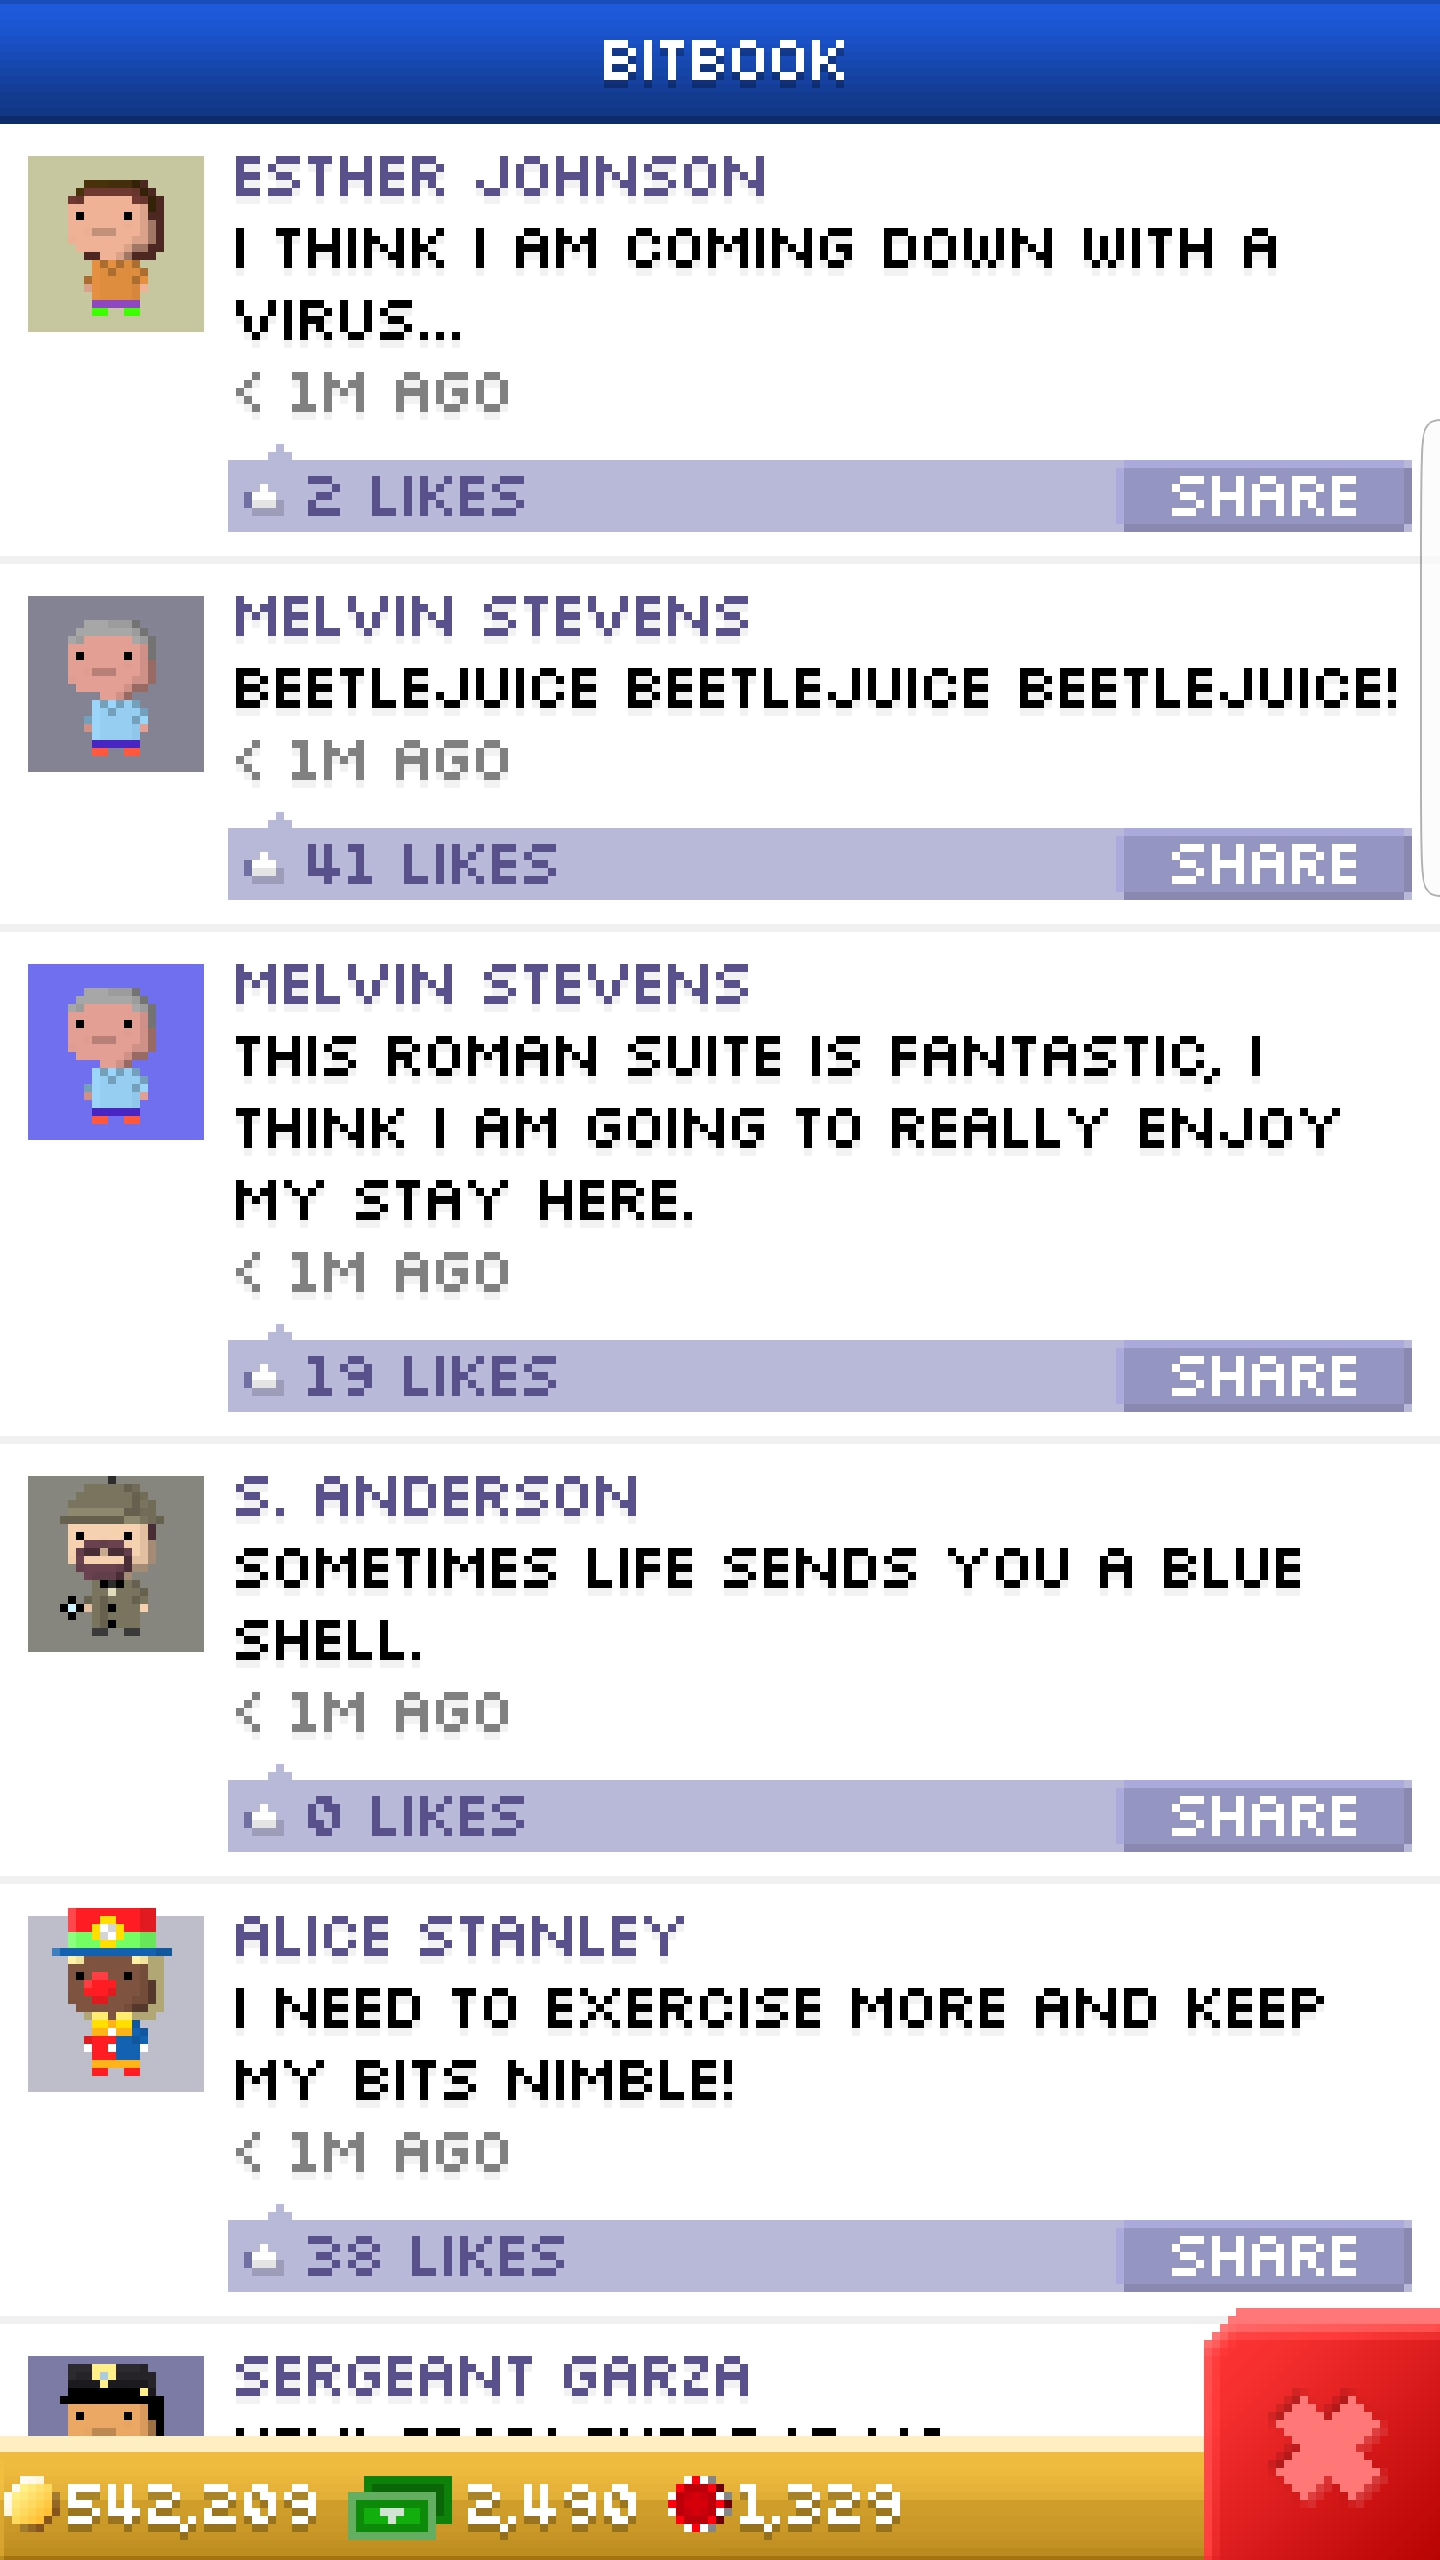 BITBOOK
ESTHER JOHNSON
I THINK I AM COMING DOWN WITH A
VIRUS...
< 1M AGO
2 LIKES
SHARE
MELVIN STEVENS
BEETLEJUICE BEETLEJUICE BEETLEJUICE!
< 1M AGO
41 LIKES
SHARE
MELVIN STEVENS
THIS ROMAN SUITE IS FANTASTIC, I
THINK I AM GOING TO REALLY ENJOY
MY STAY HERE.
< 1M AGO
19 LIKES
SHARE
S. ANDERSON
SOMETIMES LIFE SENDS YOU A BLUE
SHELL.
< 1M AGO
0 LIKES
SHARE
ALICE STANLEY
I NEED TO EXERCISE MORE AND KEEP
MY BITS NIMBLE!
< 1M AGO
38 LIKES
SHARE
SERGEANT GARZA
542,209 2,490 1,329